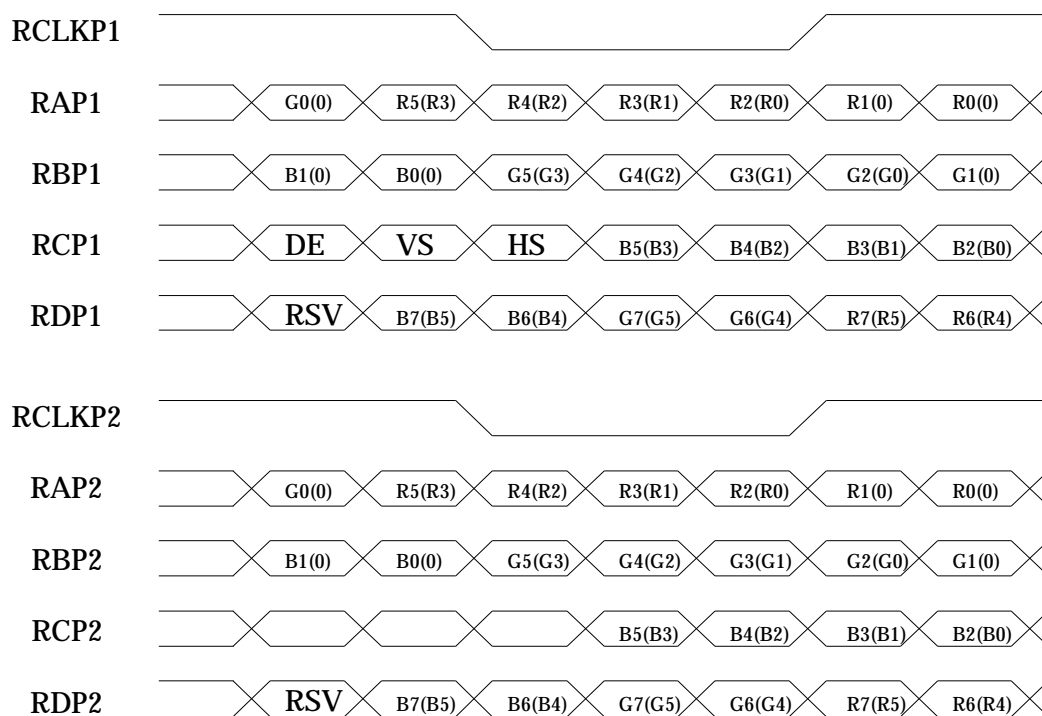 RCLKP1
RAP1 G0(0) R5(R3) R4(R2) R3(R1) R2(R0) R1(0) R0(0)
RBP1 B1(0) B0(0) G5(G3) G4(G2) G3(G1) G2(G0) G1(0)
RCP1 DE VS HS B5(B3) B4(B2) B3(B1) B2(B0)
RDP1 RSV B7(B5) B6(B4) G7(G5) G6(G4) R7(R5) R6(R4)
RCLKP2
RAP2 G0(0) R5(R3) R4(R2) R3(R1) R2(R0) R1(0) R0(0)
RBP2 B1(0) B0(0) G5(G3) G4(G2) G3(G1) G2(G0) G1(0)
RCP2 B5(B3) B4(B2) B3(B1) B2(B0)
RDP2 RSV B7(B5) B6(B4) G7(G5) G6(G4) R7(R5) R6(R4)